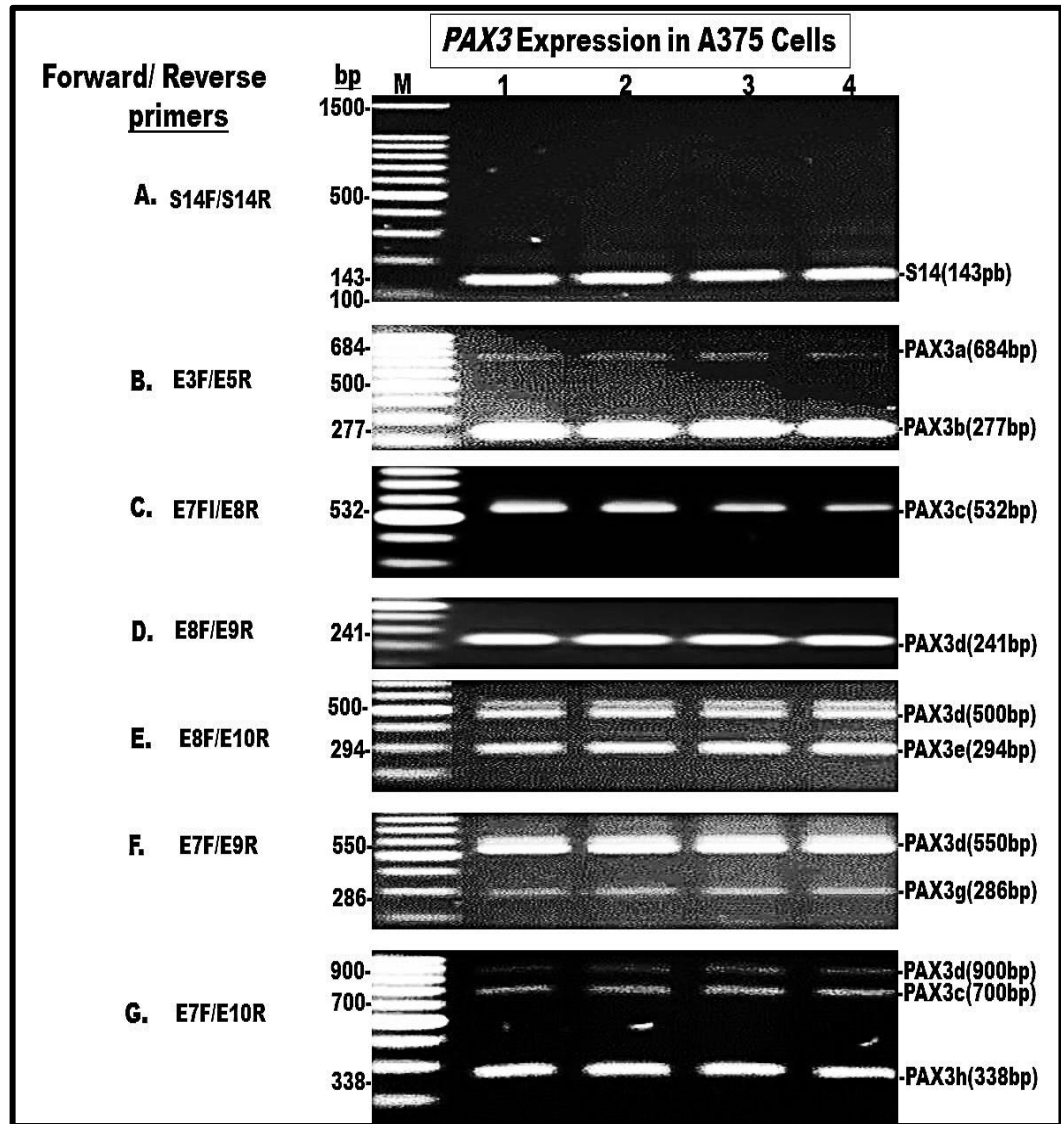 PAX3 Expression in A375 Cells
Forward/ Reverse
primers
bp
M 1 2 3 4
1500-
A. S14F/S14R
500-
143-
100-
-S14(143pb)
B. E3F/E5R
684-
500-
277-
-PAX3a(684bp)
-PAX3b(277bp)
C. E7FI/E8R
532-
-PAX3c(532bp)
D. E8F/E9R
241-
-PAX3d(241bp)
E. E8F/E10R
500-
294-
-PAX3d(500bp)
-PAX3e(294bp)
F. E7F/E9R
550-
286-
-PAX3d(550bp)
-PAX3g(286bp)
G. E7F/E10R
900-
700-
338-
-PAX3d(900bp)
-PAX3c(700bp)
-PAX3h(338bp)